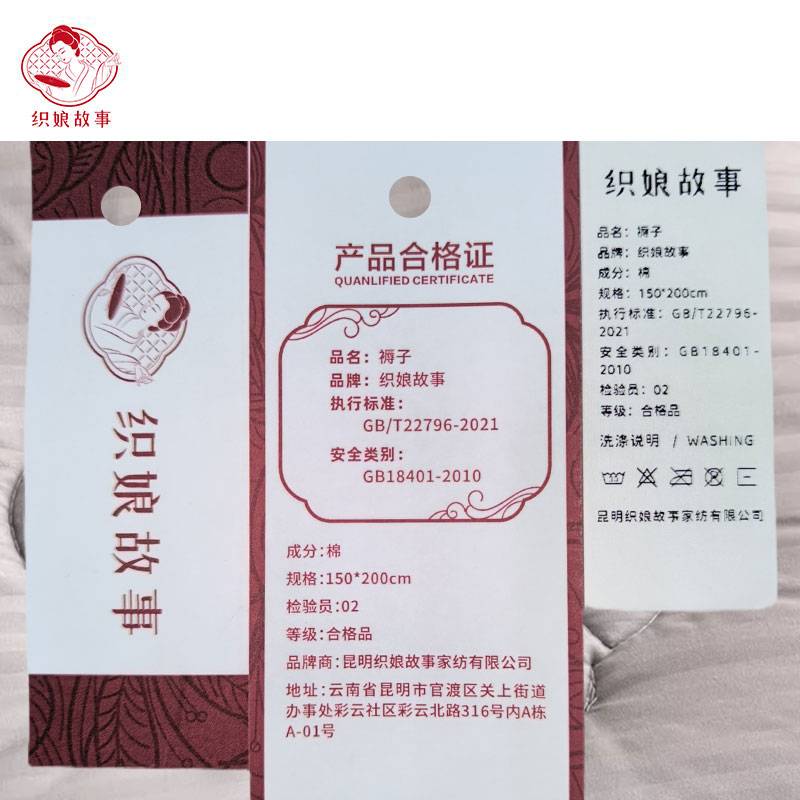 织娘故事
织娘故事
产品合格证
QUANLIFIED CERTIFICATE
品名：褥子
品牌：织娘故事
执行标准：
GB/T22796-2021
安全类别：
GB18401-2010
成分:棉
规格:150*200cm
检验员:02
等级:合格品
品牌商:昆明织娘故事家纺有限公司
地址:云南省昆明市官渡区关上街道
办事处彩云社区彩云北路316号内A栋
A-01号
织娘故事
品名：褥子
品牌：织娘故事
成分：棉
规格：150*200cm
执行标准：GB/T22796-
2021
安全类别：GB18401-
2010
检验员：02
等级：合格品
洗涤说明 / WASHING
昆明织娘故事家纺有限公司